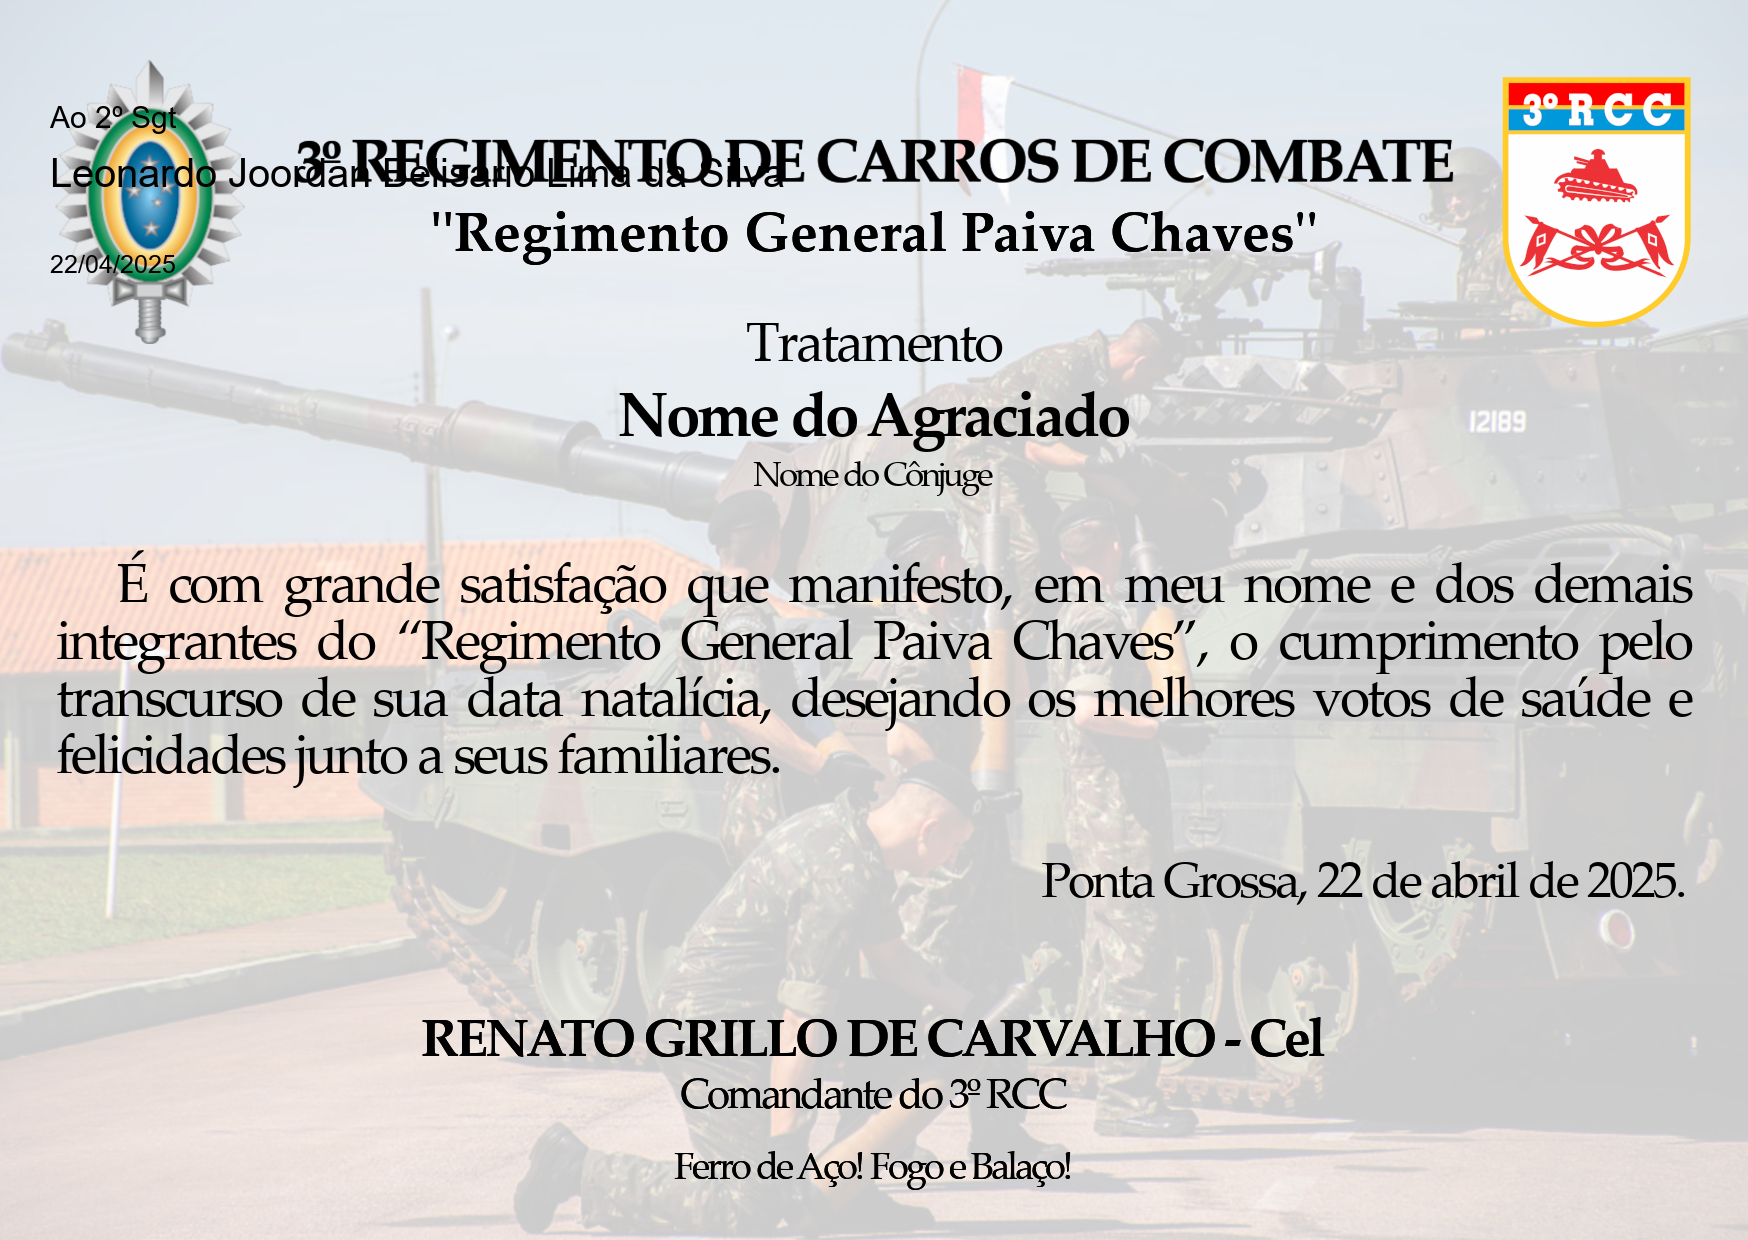 Ao 2º Sgt
3º R C C
3º REGIMENTO DE CARROS DE COMBATE
Leonardo Joordan Belisario Lima da Silva
"Regimento General Paiva Chaves"
22/04/2025
Tratamento
Nome do Agraciado
12189
Nome do Cônjuge
É com grande satisfação que manifesto, em meu nome e dos demais
integrantes do “Regimento General Paiva Chaves”, o cumprimento pelo
transcurso de sua data natalícia, desejando os melhores votos de saúde e
felicidades junto a seus familiares.
Ponta Grossa, 22 de abril de 2025.
RENATO GRILLO DE CARVALHO - Cel
Comandante do 3º RCC
Ferro de Aço! Fogo e Balaço!